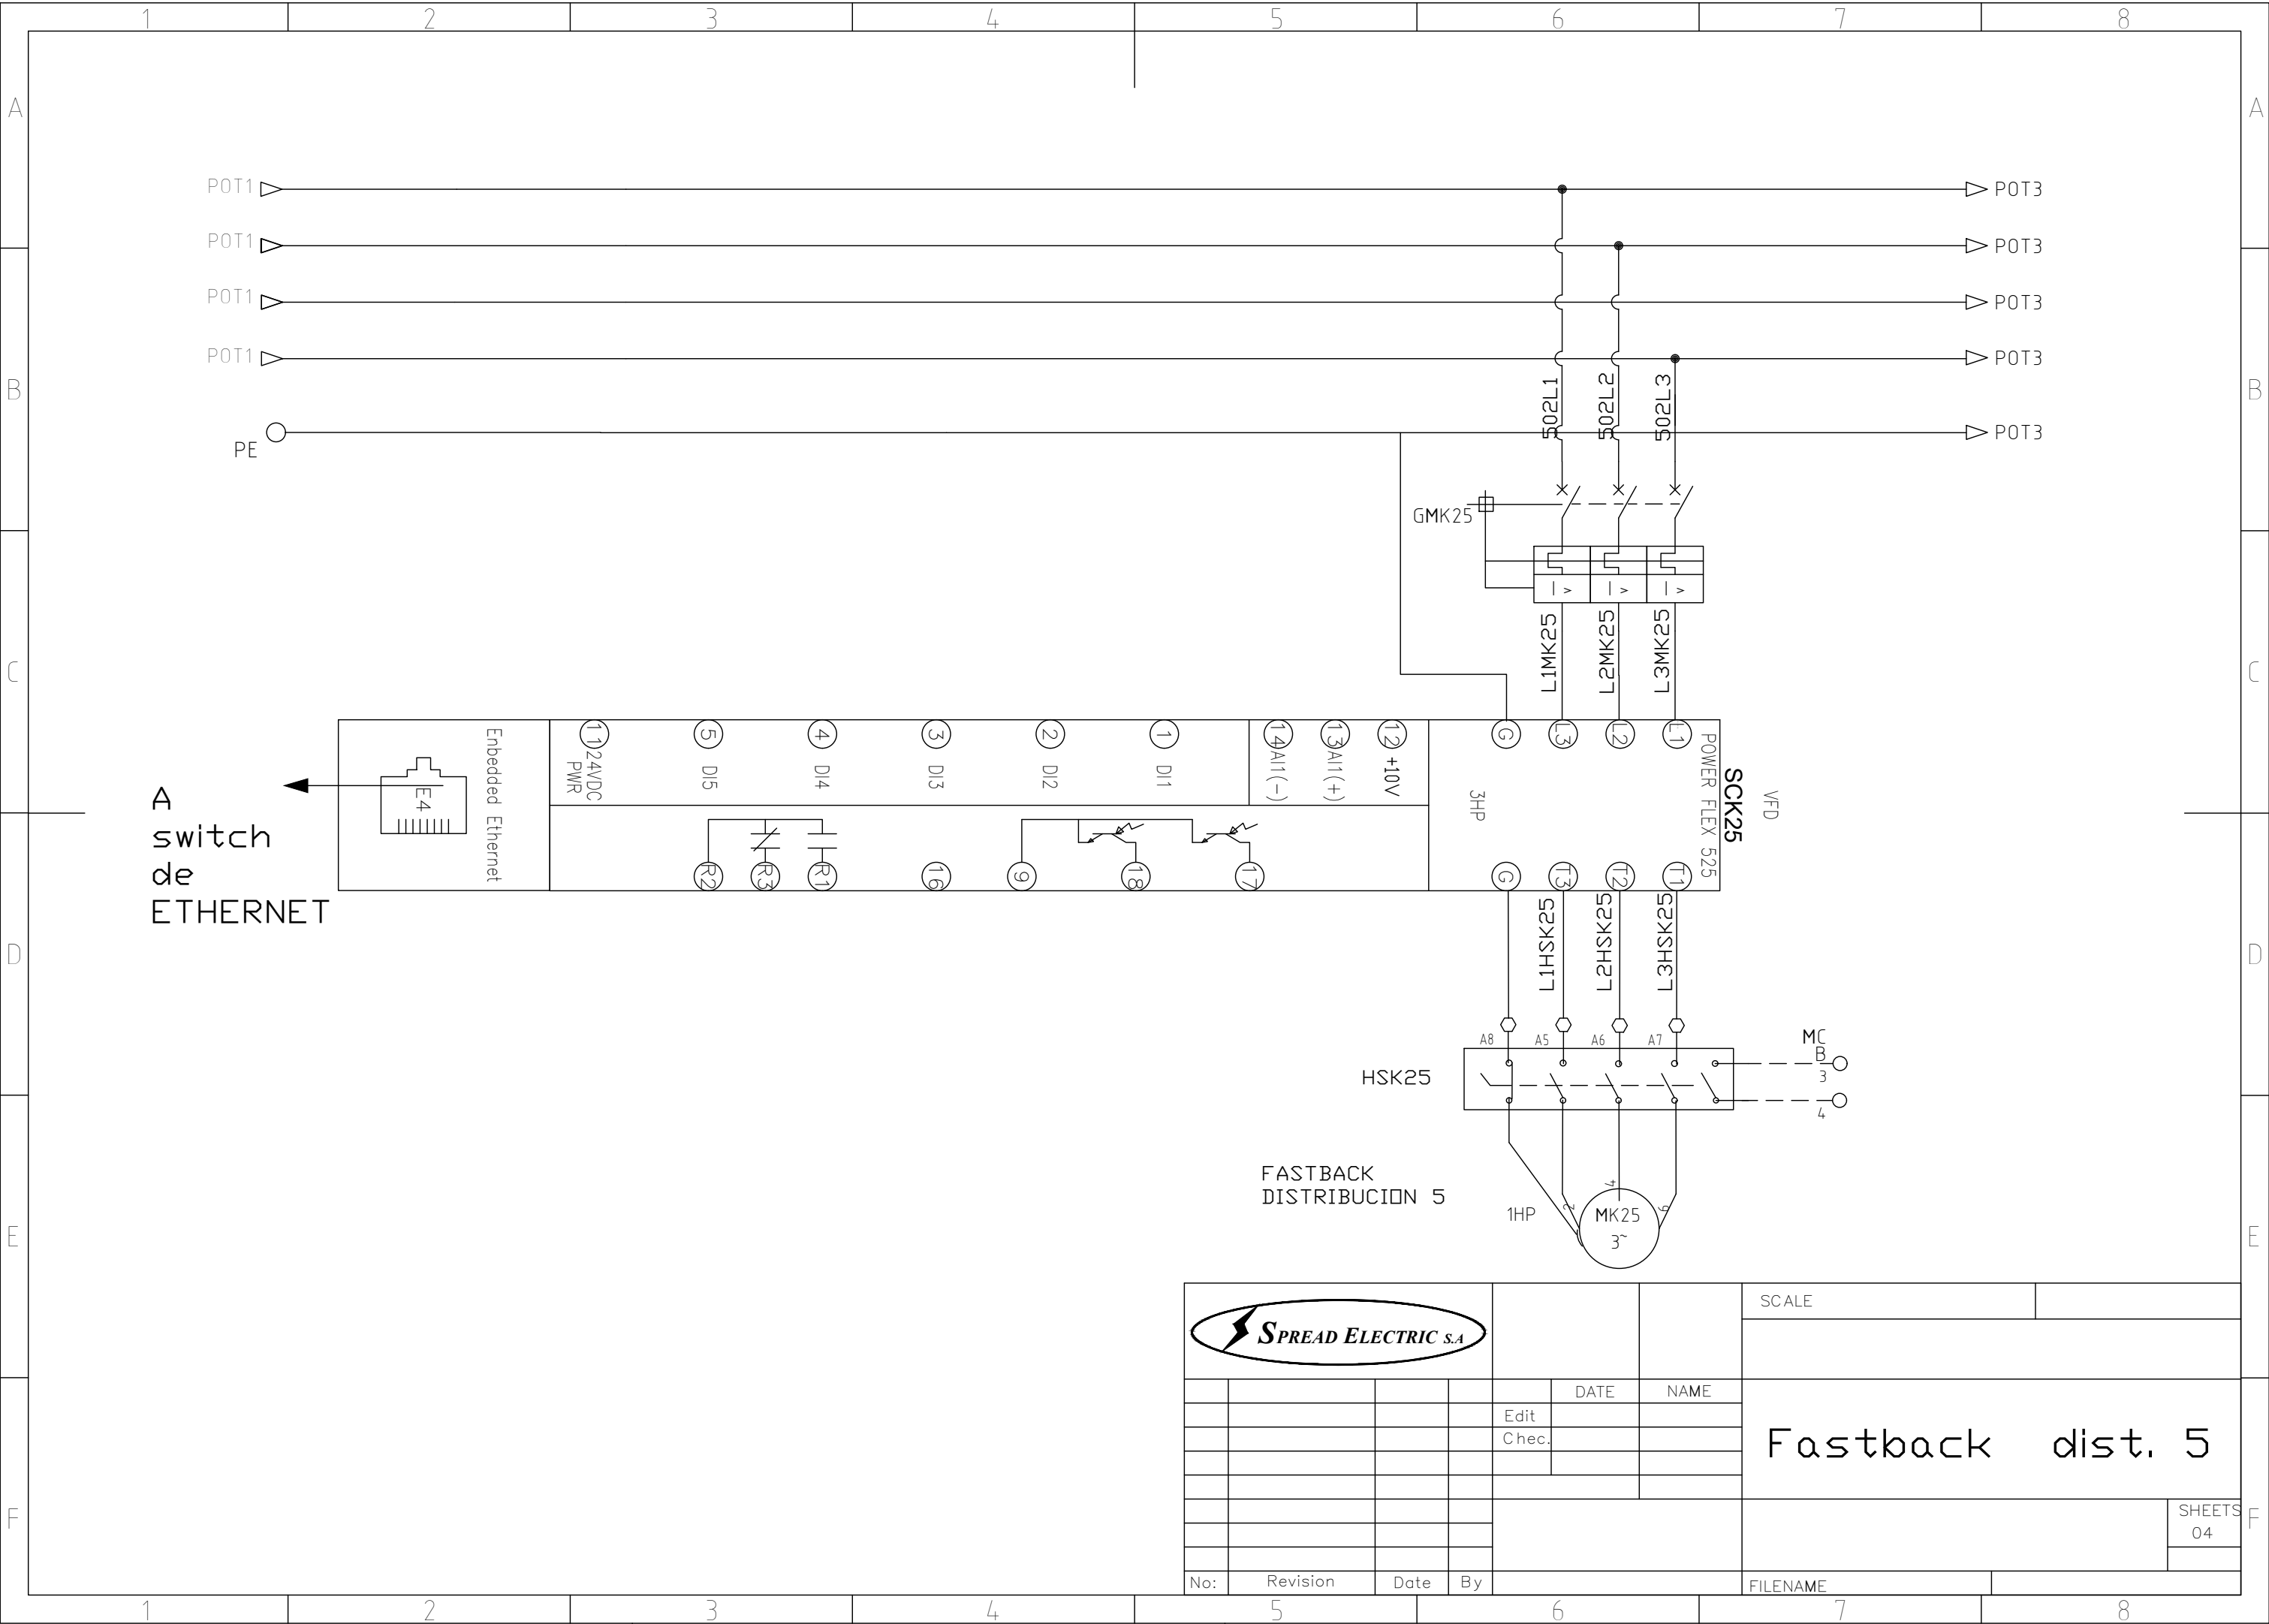 1 2 3 4 5 6 7 8
A A
POT1 POT3
POT1 POT3
POT1 POT3
POT1 POT3
B B
502L1 502L2 502L3
PE POT3
GMK25
I > I > I >
L1MK25 L2MK25 L3MK25
C C
Enbedded Ethernet
E4
11 24VDC
PWR
5 DI5
4 DI4
3 DI3
2 DI2
1 DI1
14 AI1(-)
13 AI1(+)
12 +10V
G L3 L2 L1
3HP
POWER FLEX 525
SCK25
VFD
A
switch
de
ETHERNET
R2 R3 R1 16 9 18 17
G T3 T2 T1
L1HSK25 L2HSK25 L3HSK25
D D
A8 A5 A6 A7
MC
B
3
HSK25
4
FASTBACK
DISTRIBUCION 5
1HP
2 4 6
MK25
3~
E E
SPREAD ELECTRIC S.A
SCALE
DATE NAME
Edit
Chec.
Fastback dist. 5
SHEETS
04
F F
No: Revision Date By
FILENAME
1 2 3 4 5 6 7 8